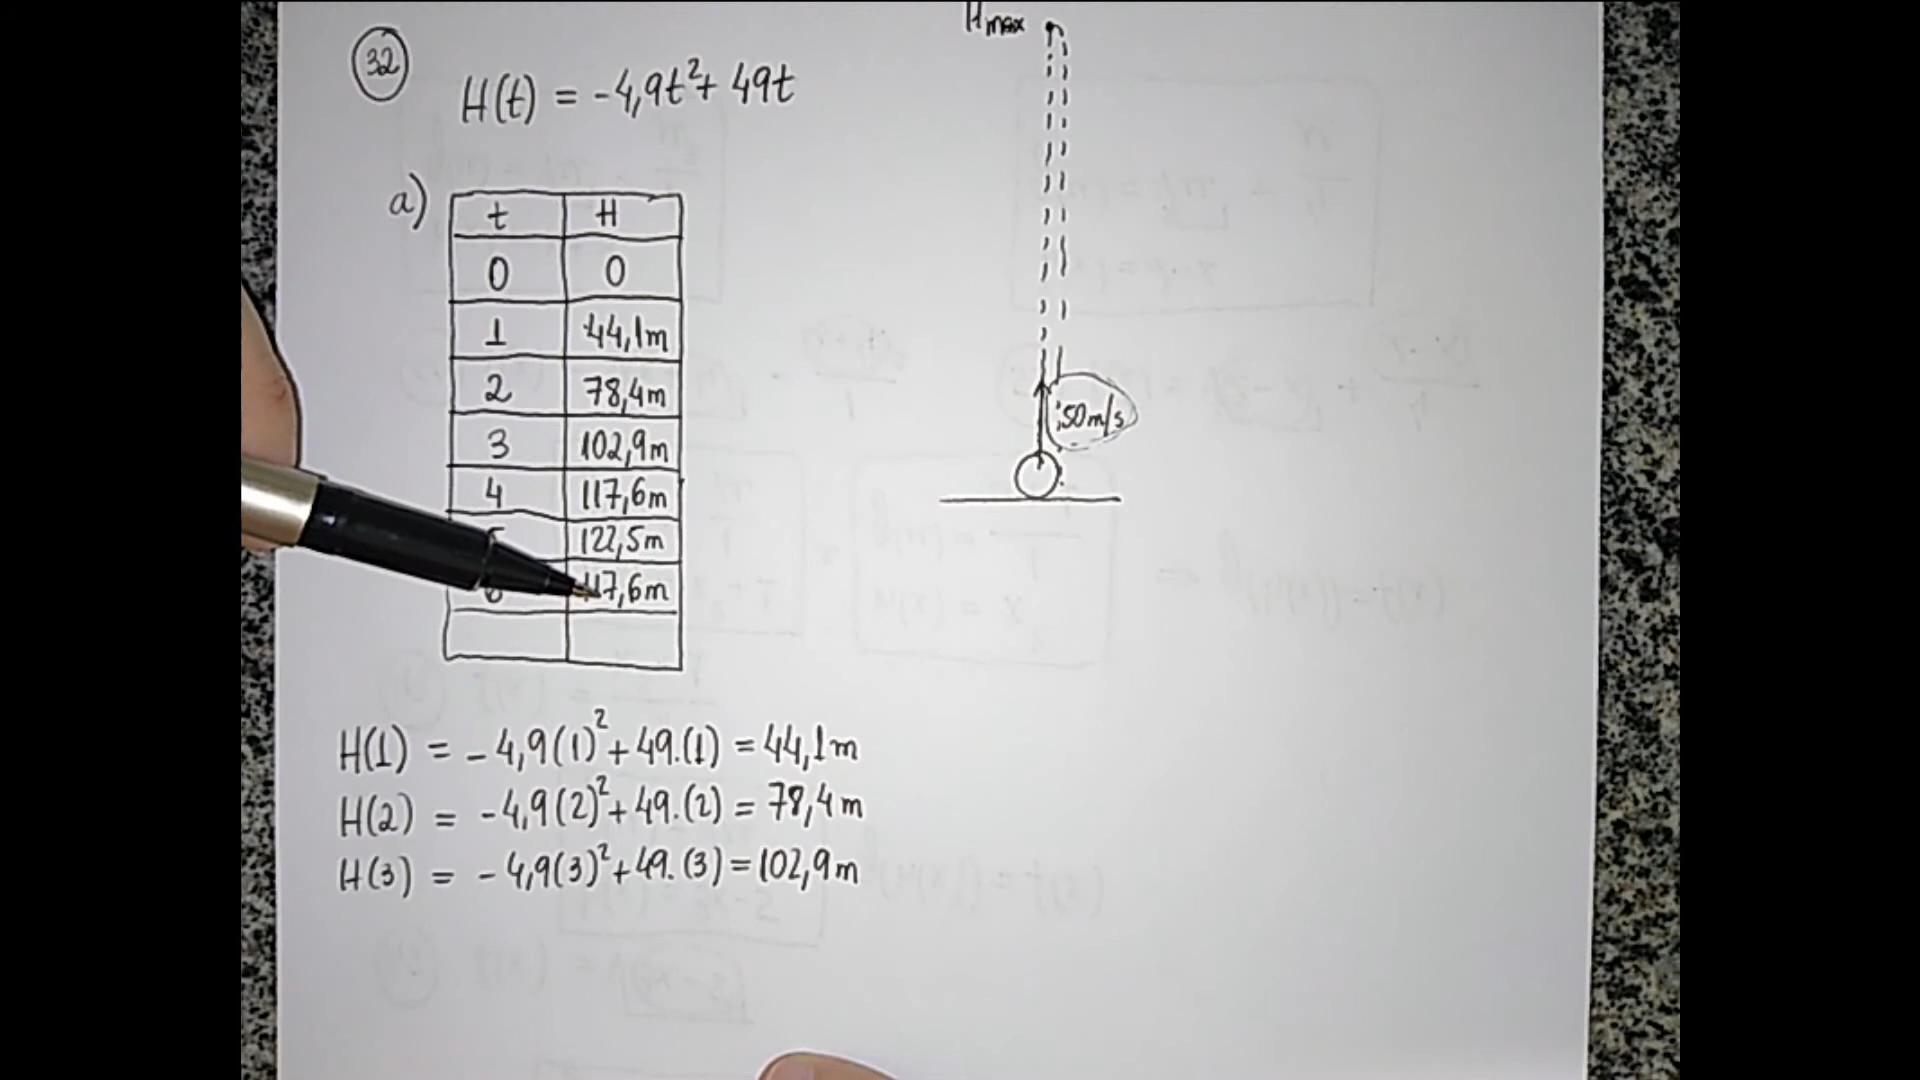 32
H(t) = -4,9t²+ 49t
Hmax
a)
t H
0 0
1 44,1m
2 78,4m
3 102,9m
4 117,6m
122,5m
117,6m
50m/s
H(1) = -4,9(1)²+49.(1) = 44,1m
H(2) = -4,9(2)²+49.(2) = 78,4m
H(3) = -4,9(3)²+49.(3) = 102,9m